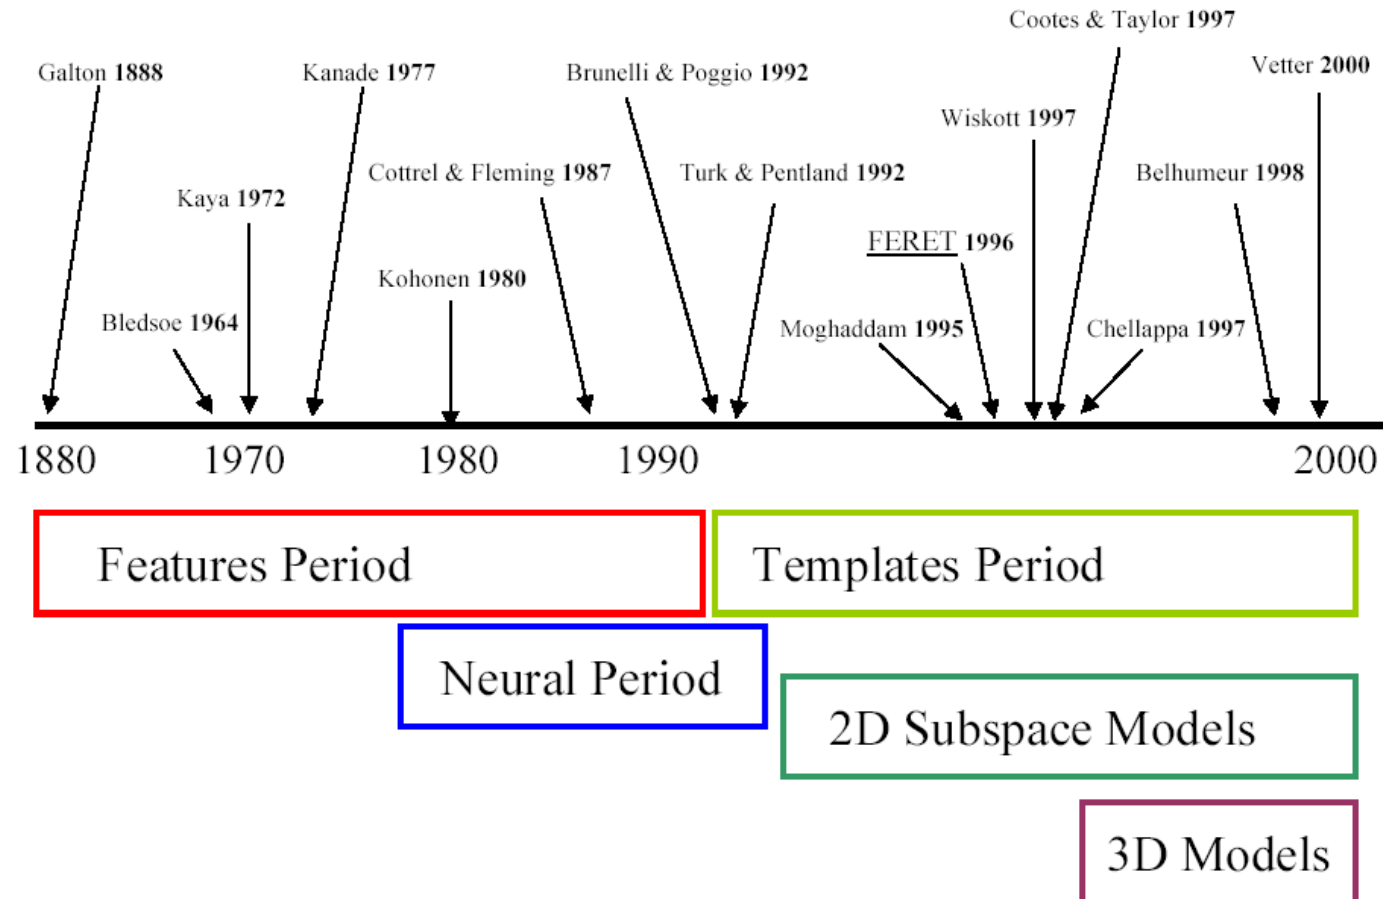 Cootes & Taylor 1997
Galton 1888
Kanade 1977
Brunelli & Poggio 1992
Vetter 2000
Wiskott 1997
Cottrel & Fleming 1987
Turk & Pentland 1992
Belhumeur 1998
Kaya 1972
FERET 1996
Kohonen 1980
Bledsoe 1964
Moghaddam 1995
Chellappa 1997
1880 1970 1980 1990 2000
Features Period
Templates Period
Neural Period
2D Subspace Models
3D Models